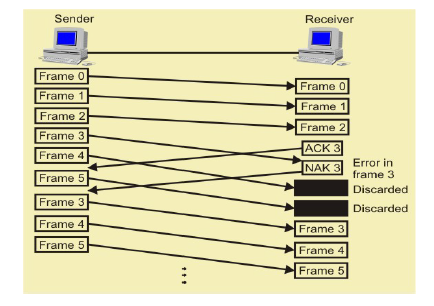 Sender
Receiver
Frame 0
Frame 0
Frame 1
Frame 1
Frame 2
Frame 2
Frame 3
ACK 3
Frame 4
NAK 3
Error in
frame 3
Frame 5
Discarded
Frame 3
Discarded
Frame 4
Frame 3
Frame 5
Frame 4
Frame 5